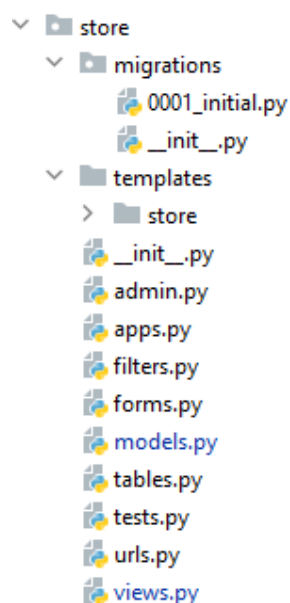 store
migrations
0001_initial.py
__init__.py
templates
store
__init__.py
admin.py
apps.py
filters.py
forms.py
models.py
tables.py
tests.py
urls.py
views.py